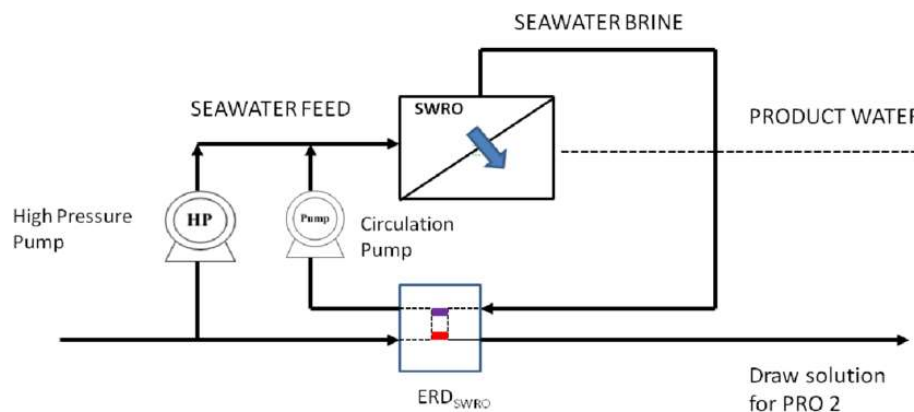 SEAWATER BRINE
SWRO
SEAWATER FEED
PRODUCT WATER
High Pressure
Pump
HP
Pump
Circulation
Pump
ERD_SWRO
Draw solution
for PRO 2